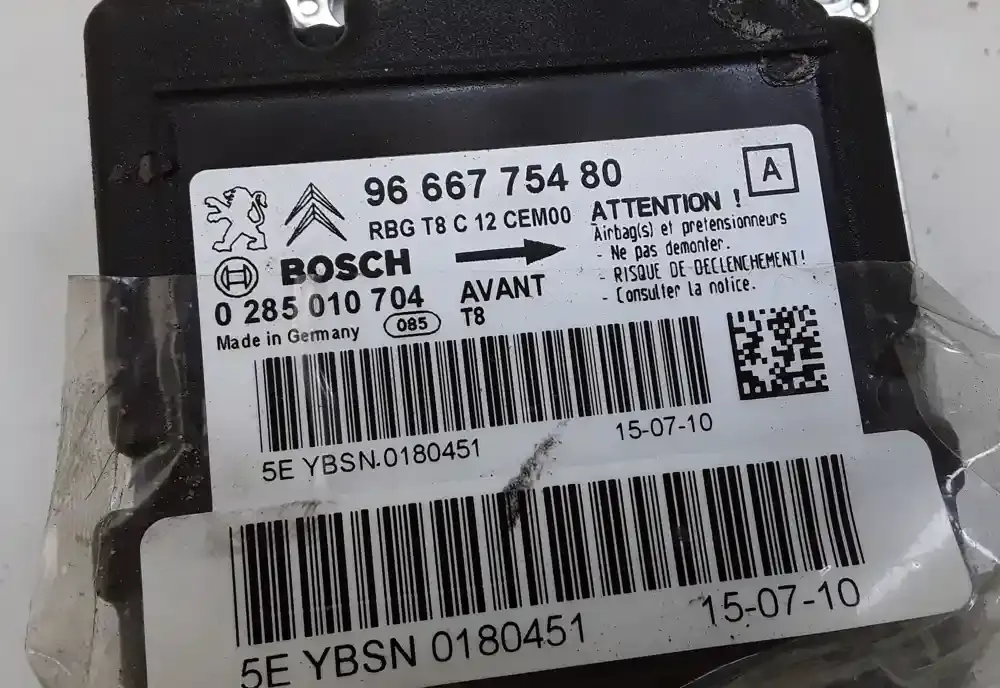 96 667 754 80
A
RBG T8 C 12 CEM00
ATTENTION !
Airbag(s) et pretensionneurs
- Ne pas demonter.
- RISQUE DE DECLENCHEMENT!
- Consulter la notice.
BOSCH
AVANT
0 285 010 704
T8
Made in Germany
085
5E YBSN.0180451
15-07-10
5E YBSN 0180451
15-07-10